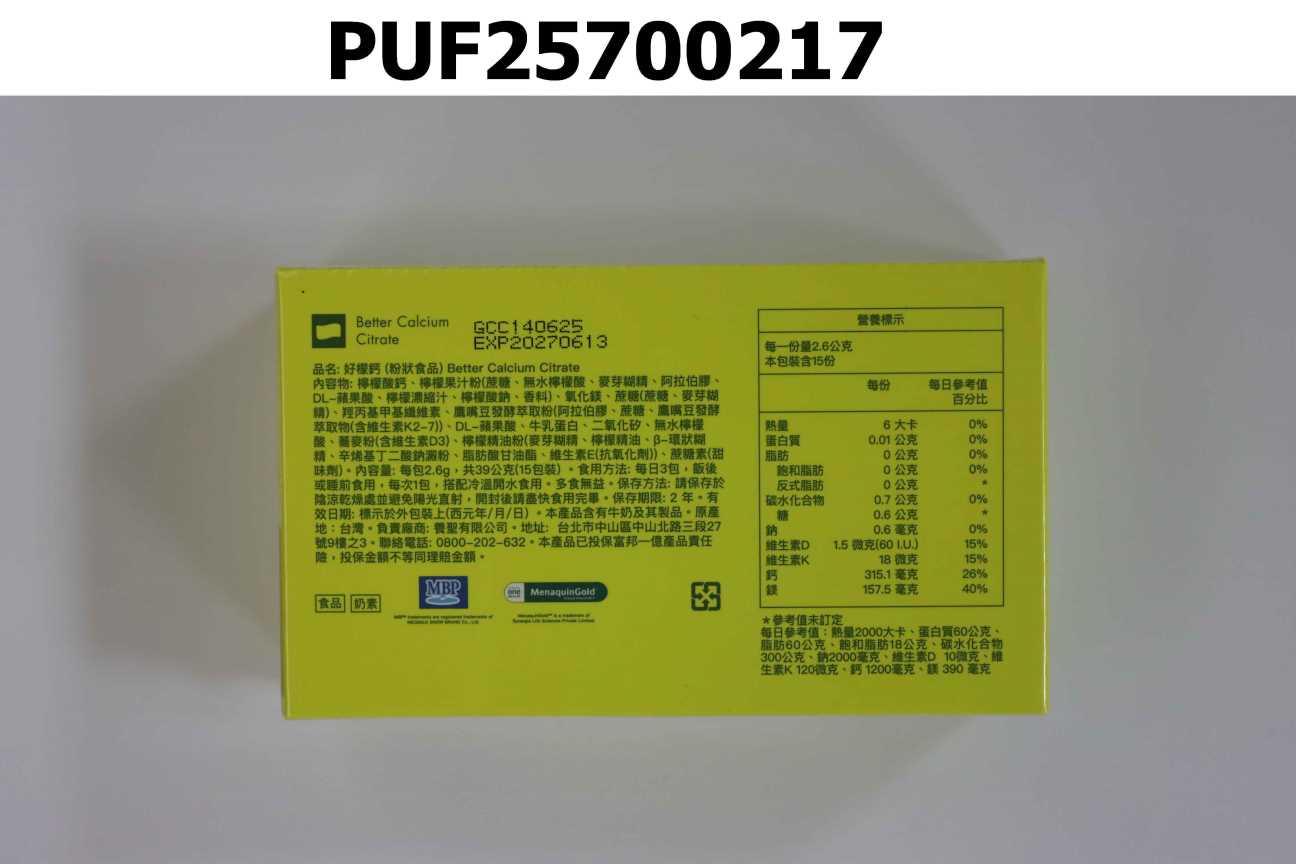 PUF25700217
Better Calcium
Citrate
GCC140625
EXP20270613
品名: 好檬鈣 (粉狀食品) Better Calcium Citrate
內容物: 檸檬酸鈣、檸檬果汁粉(蔗糖、無水檸檬酸、麥芽糊精、阿拉伯膠、
DL-蘋果酸、檸檬濃縮汁、檸檬酸鈉、香料)、氧化鎂、蔗糖(蔗糖、麥芽糊
精)、羥丙基甲基纖維素、鷹嘴豆發酵萃取粉(阿拉伯膠、蔗糖、鷹嘴豆發酵
萃取物(含維生素K2-7))、DL-蘋果酸、牛乳蛋白、二氧化矽、無水檸檬
酸、蕃麥粉(含維生素D3)、檸檬精油粉(麥芽糊精、檸檬精油、β-環狀糊
精、辛烯基丁二酸鈉澱粉、脂肪酸甘油酯、維生素E(抗氧化劑))、蔗糖素(甜
味劑)。內容量: 每包2.6g，共39公克(15包裝)。食用方法: 每日3包，飯後
或睡前食用，每次1包，搭配冷溫開水食用。多食無益。保存方法: 請保存於
陰涼乾燥處並避免陽光直射，開封後請盡快食用完畢。保存期限: 2 年。有
效日期: 標示於外包裝上(西元年/月/日)。本產品含有牛奶及其製品。原產
地：台灣。負責廠商: 養聖有限公司。地址: 台北市中山區中山北路三段27
號9樓之3。聯絡電話: 0800-202-632。本產品已投保富邦一億產品責任
險，投保金額不等同理賠金額。
食品 奶素
MBP
MBP™ trademarks are registered trademarks of
MEGMILK SNOW BRAND Co., Ltd
one MenaquinGold
MenaquinGold™ is a trademark of
Synergia Life Sciences Private Limited
營養標示
每一份量2.6公克
本包裝含15份
每份 每日參考值
百分比
熱量 6 大卡 0%
蛋白質 0.01 公克 0%
脂肪 0 公克 0%
飽和脂肪 0 公克 0%
反式脂肪 0 公克 *
碳水化合物 0.7 公克 0%
糖 0.6 公克 *
鈉 0.6 毫克 0%
維生素D 1.5 微克(60 I.U.) 15%
維生素K 18 微克 15%
鈣 315.1 毫克 26%
鎂 157.5 毫克 40%
*參考值未訂定
每日參考值：熱量2000大卡、蛋白質60公克、
脂肪60公克、飽和脂肪18公克、碳水化合物
300公克、鈉2000毫克、維生素D 10微克、維
生素K 120微克、鈣 1200毫克、鎂 390 毫克